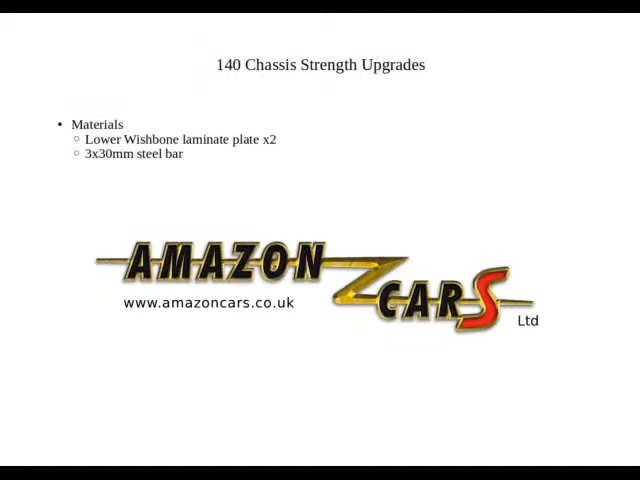 140 Chassis Strength Upgrades
• Materials
○ Lower Wishbone laminate plate x2
○ 3x30mm steel bar
AMAZON
CARS
www.amazoncars.co.uk
Ltd